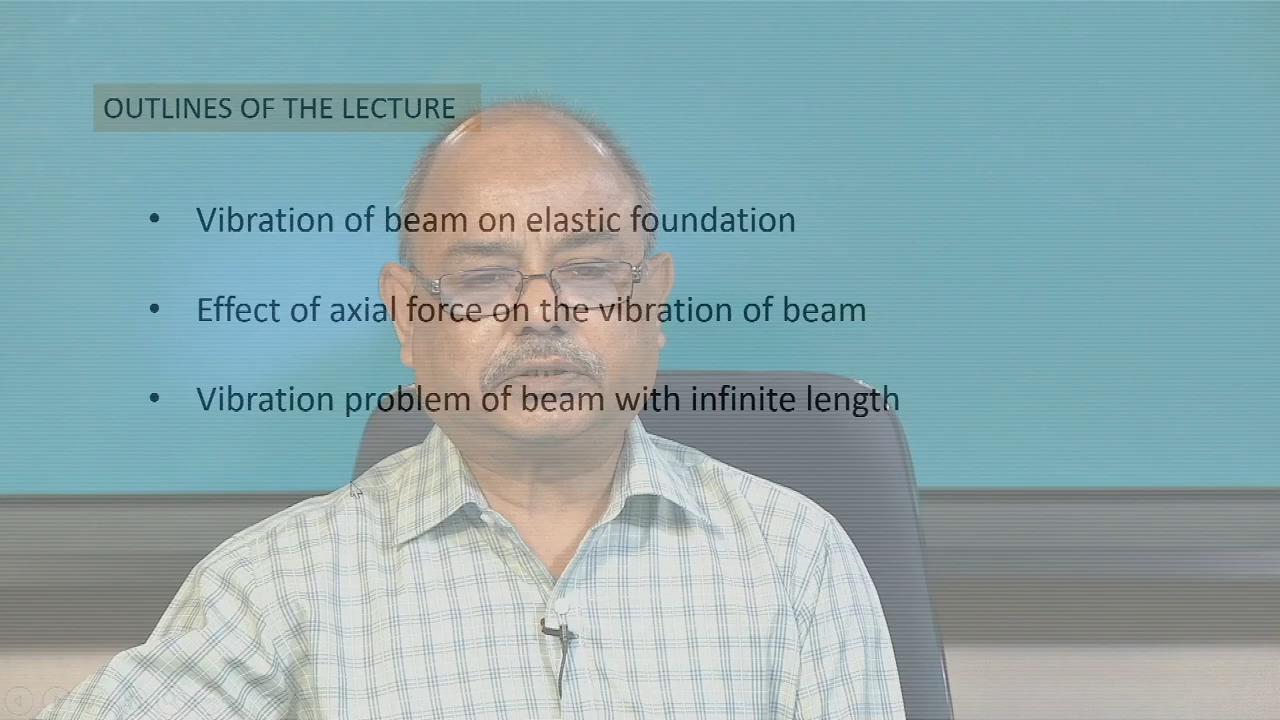 OUTLINES OF THE LECTURE
• Vibration of beam on elastic foundation
• Effect of axial force on the vibration of beam
• Vibration problem of beam with infinite length